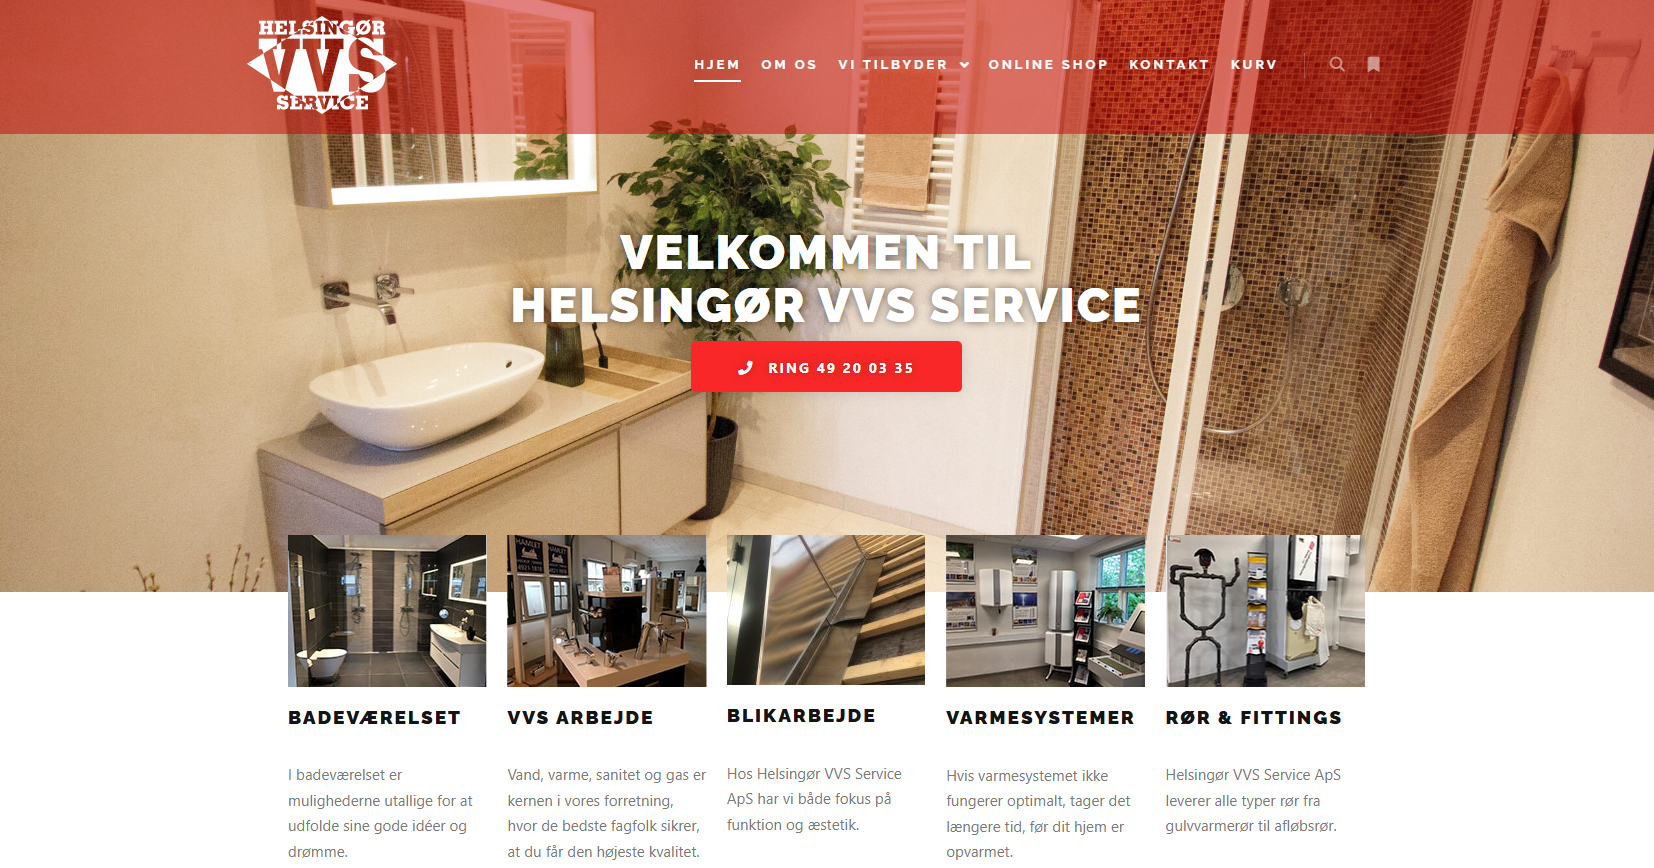 HELSINGØR
VVS
SERVICE
HJEM
OM OS
VI TILBYDER
ONLINE SHOP
KONTAKT
KURV
VELKOMMEN TIL
HELSINGØR VVS SERVICE
RING 49 20 03 35
HAMLET
HAMLET
4921-1818
BADEVÆRELSET
VVS ARBEJDE
BLIKARBEJDE
VARMESYSTEMER
RØR & FITTINGS
I badeværelset er
mulighederne utallige for at
udfolde sine gode idéer og
drømme.
Vand, varme, sanitet og gas er
kernen i vores forretning,
hvor de bedste fagfolk sikrer,
at du får den højeste kvalitet.
Hos Helsingør VVS Service
ApS har vi både fokus på
funktion og æstetik.
Hvis varmesystemet ikke
fungerer optimalt, tager det
længere tid, før dit hjem er
opvarmet.
Helsingør VVS Service ApS
leverer alle typer rør fra
gulvvarmerør til afløbsrør.